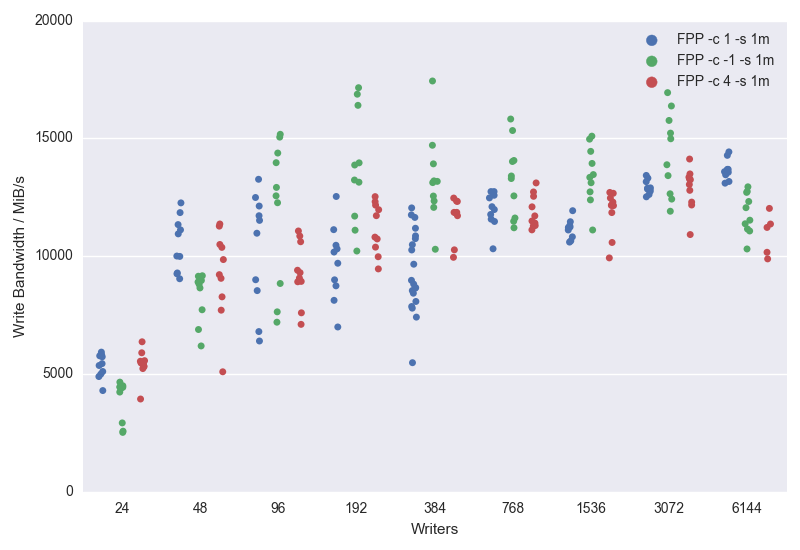 20000
15000
10000
5000
0
Write Bandwidth / MiB/s
FPP -c 1 -s 1m
FPP -c -1 -s 1m
FPP -c 4 -s 1m
24 48 96 192 384 768 1536 3072 6144
Writers